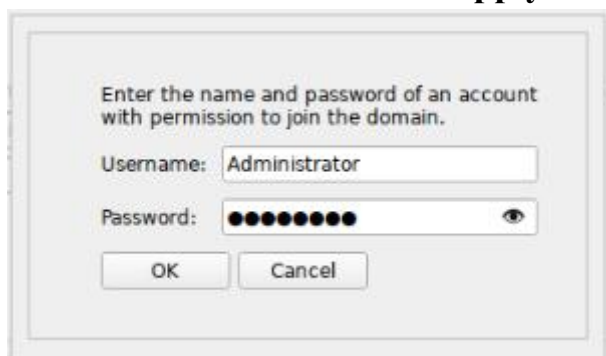 Enter the name and password of an account
with permission to join the domain.
Username: Administrator
Password: ●●●●●●●●
OK Cancel